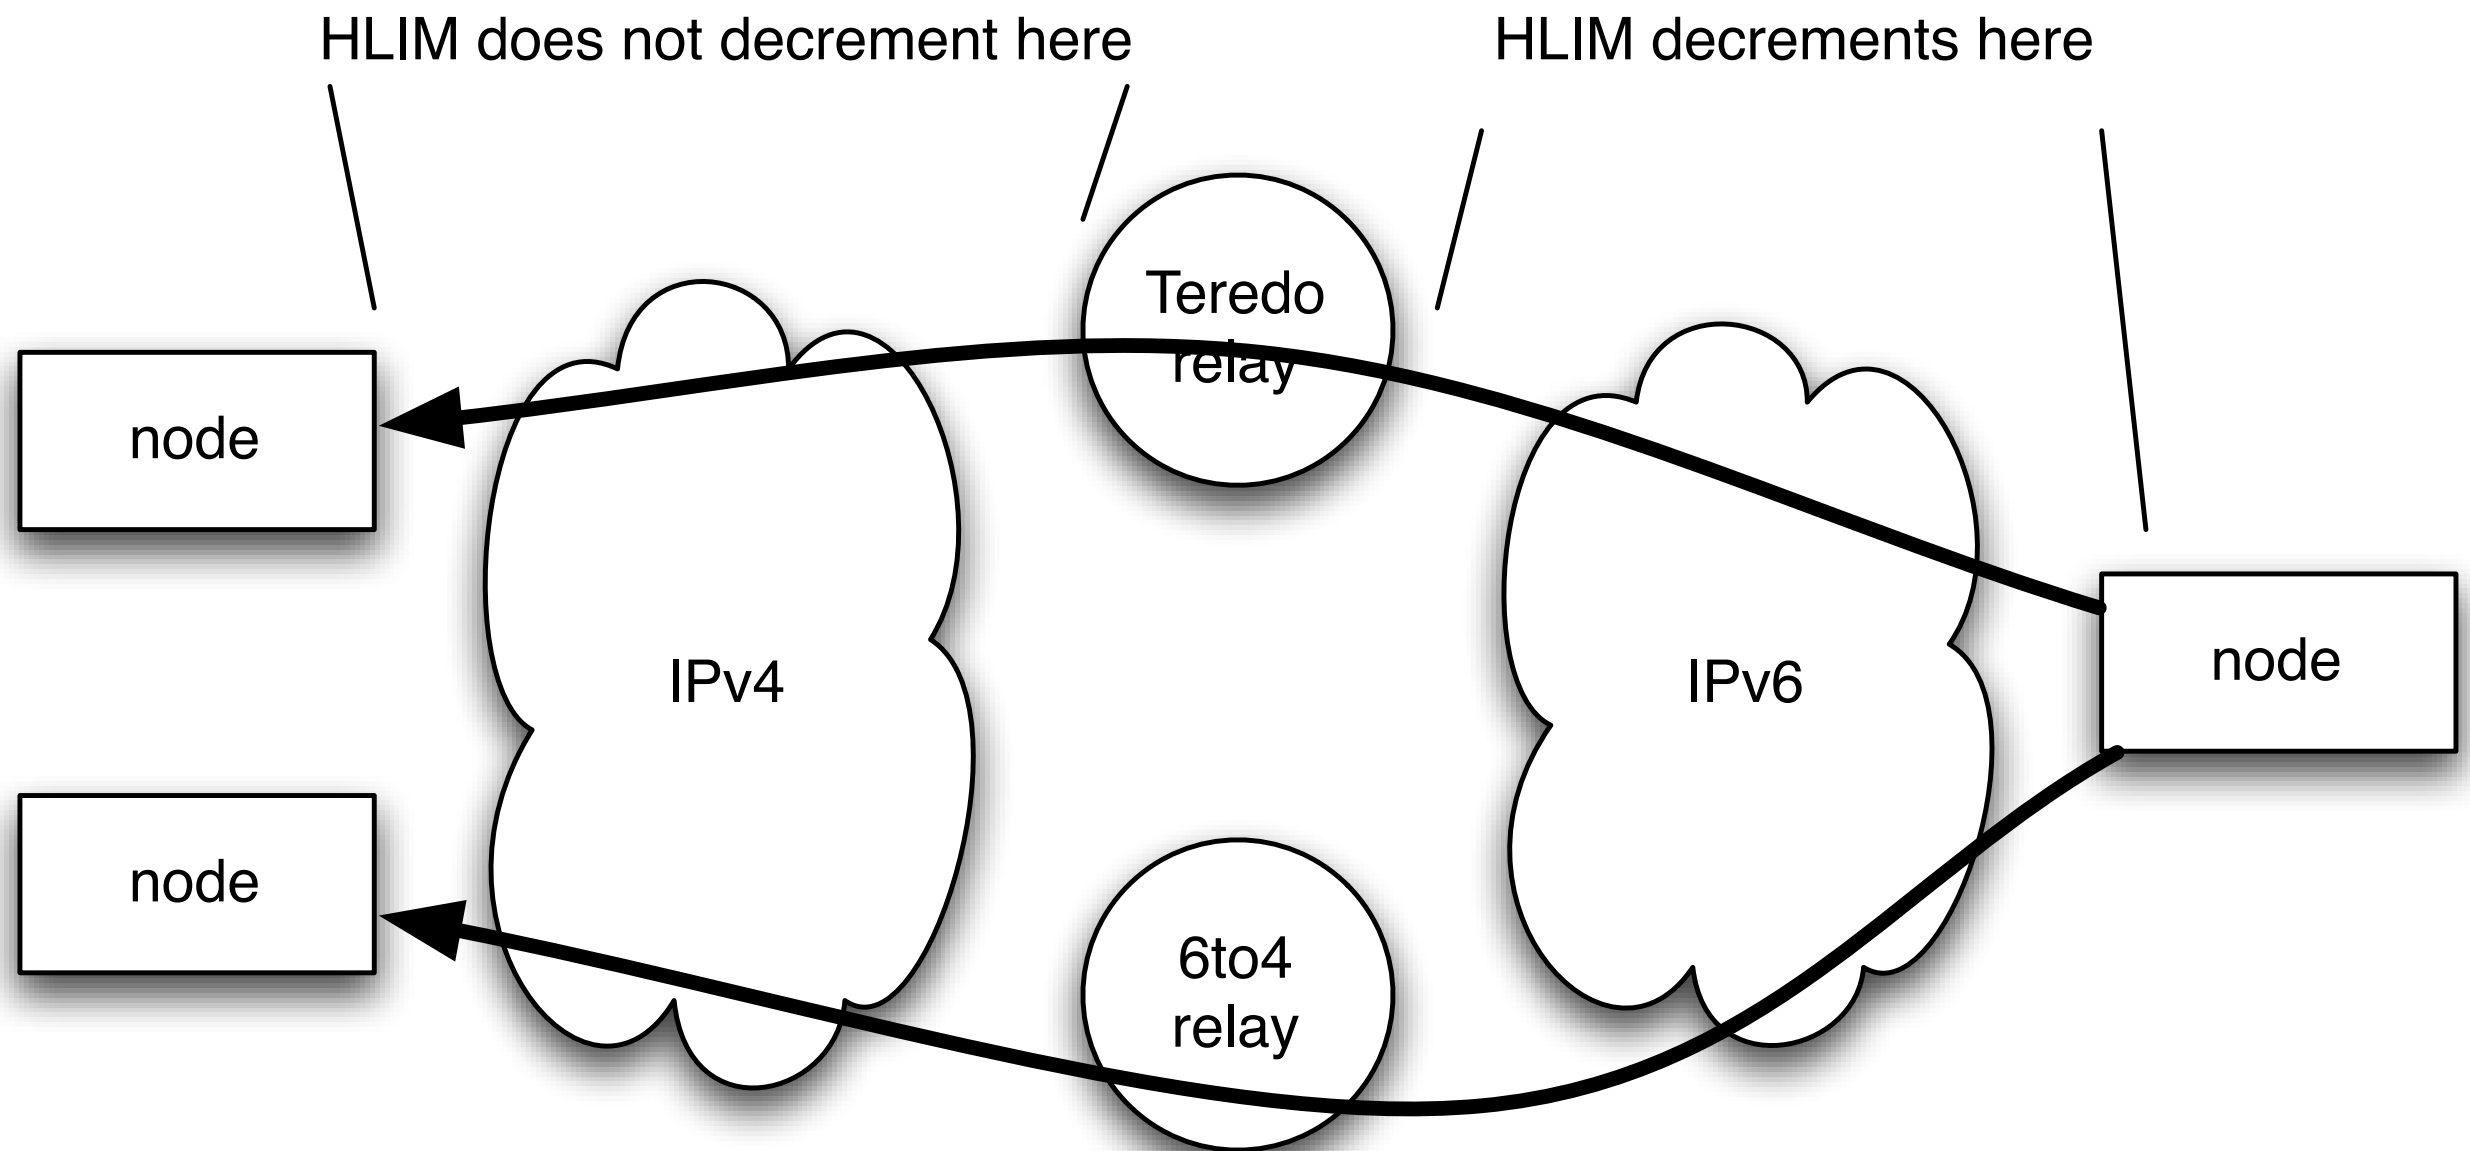 HLIM does not decrement here
HLIM decrements here
Teredo
relay
node
IPv4
IPv6
node
node
6to4
relay